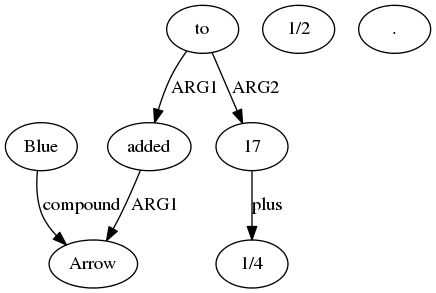 to 1/2 .
ARG1 ARG2
Blue added 17
compound ARG1 plus
Arrow 1/4